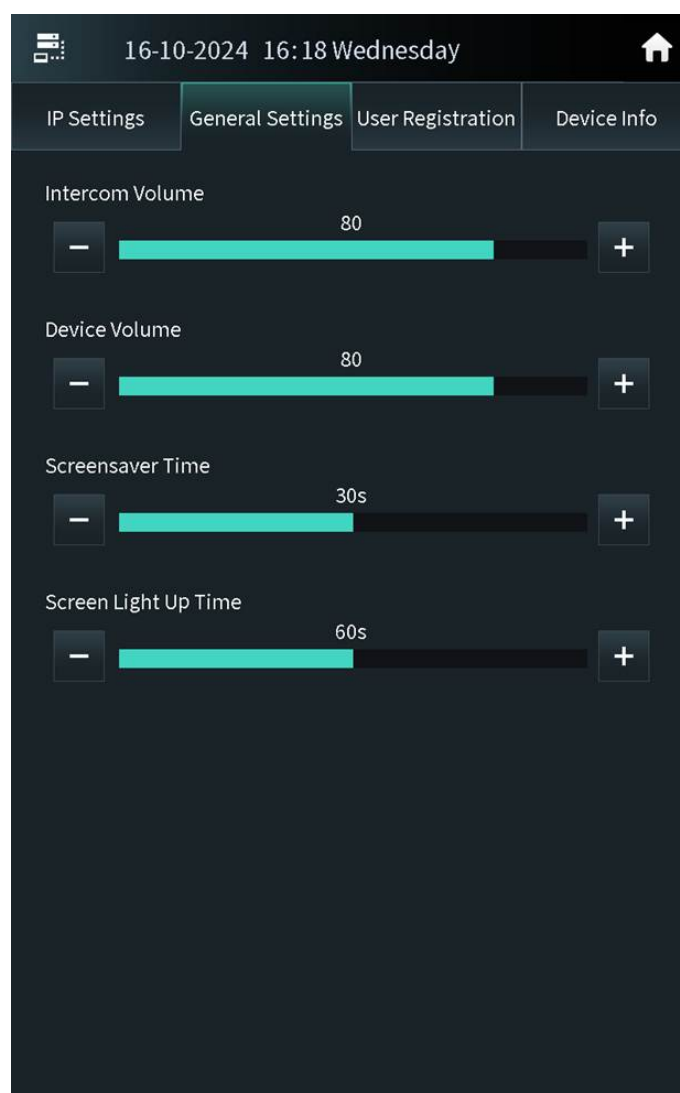 16-10-2024 16:18 Wednesday
IP Settings General Settings User Registration Device Info
Intercom Volume
80
− +
Device Volume
80
− +
Screensaver Time
30s
− +
Screen Light Up Time
60s
− +